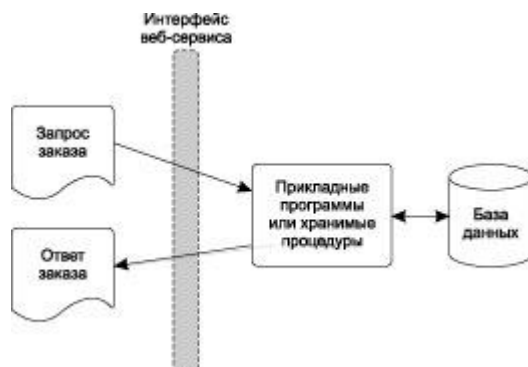 Интерфейс
веб-сервиса
Запрос
заказа
Прикладные
программы
или хранимые
процедуры
База
данных
Ответ
заказа